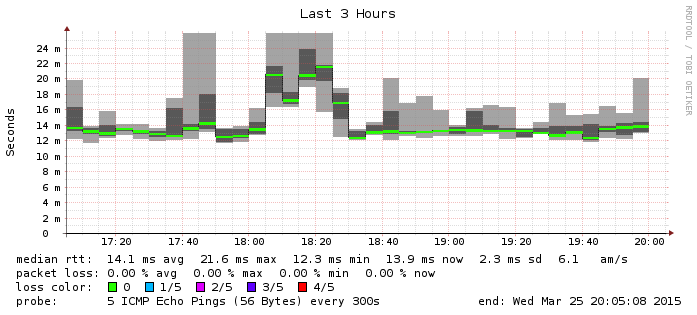 Last 3 Hours
RRDTOOL / TOBI OETIKER
Seconds
24 m
22 m
20 m
18 m
16 m
14 m
12 m
10 m
8 m
6 m
4 m
2 m
0
17:20 17:40 18:00 18:20 18:40 19:00 19:20 19:40 20:00
median rtt: 14.1 ms avg 21.6 ms max 12.3 ms min 13.9 ms now 2.3 ms sd 6.1 am/s
packet loss: 0.00 % avg 0.00 % max 0.00 % min 0.00 % now
loss color: 0 1/5 2/5 3/5 4/5
probe: 5 ICMP Echo Pings (56 Bytes) every 300s end: Wed Mar 25 20:05:08 2015